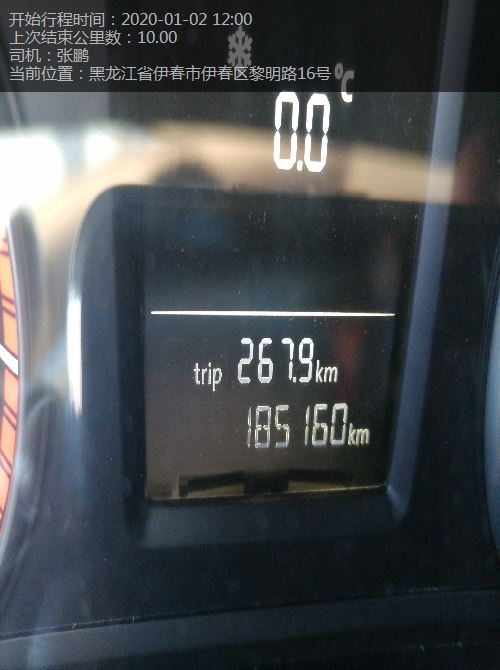 开始行程时间：2020-01-02 12:00
上次结束公里数：10.00
司机：张鹏
当前位置：黑龙江省伊春市伊春区黎明路16号
0.0°C
trip 267.9km
185160km